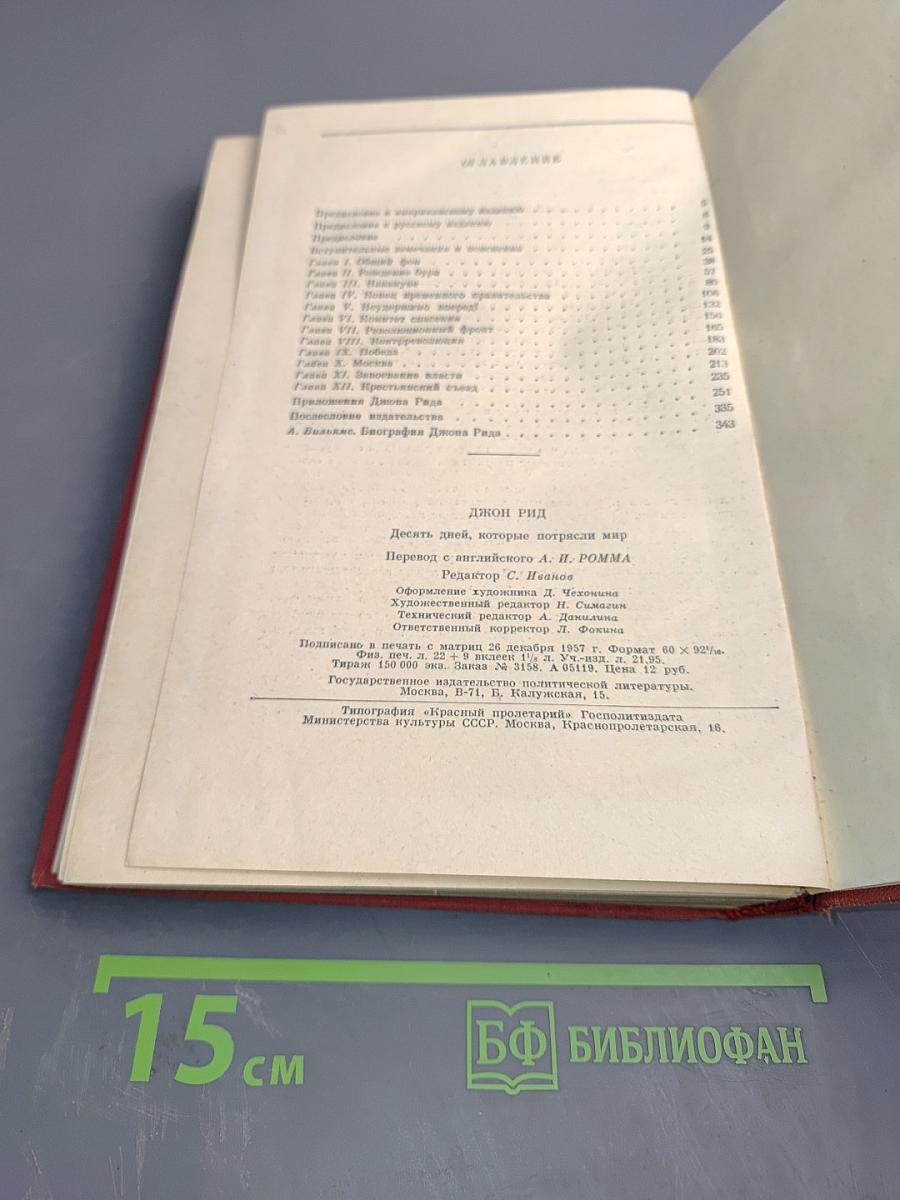 ОГЛАВЛЕНИЕ
Предисловие к американскому изданию 5
Предисловие к русскому изданию 6
Предисловие 9
Вступительные замечания и пояснения 14
Глава I. Общий фон 25
Глава II. Рождение бури 38
Глава III. Накануне 57
Глава IV. Конец временного правительства 80
Глава V. Неудержимо вперед! 106
Глава VI. Комитет спасения 132
Глава VII. Революционный фронт 150
Глава VIII. Контрреволюция 165
Глава IX. Победа 183
Глава X. Москва 202
Глава XI. Завоевание власти 213
Глава XII. Крестьянский съезд 235
Приложения Джона Рида 251
Послесловие издательства 335
А. Вильямс. Биография Джона Рида 343
ДЖОН РИД
Десять дней, которые потрясли мир
Перевод с английского А. И. РОММА
Редактор С. Иванов
Оформление художника Д. Чехонина
Художественный редактор Н. Симагин
Технический редактор А. Данилина
Ответственный корректор Л. Фокина
Подписано в печать с матриц 26 декабря 1957 г. Формат 60 × 92 1/16.
Физ. печ. л. 22 + 9 вклеек 1 1/8 л. Уч.-изд. л. 21,95.
Тираж 150 000 экз. Заказ № 3158. А 05119. Цена 12 руб.
Государственное издательство политической литературы.
Москва, В-71, Б. Калужская, 15.
Типография «Красный пролетарий» Госполитиздата
Министерства культуры СССР. Москва, Краснопролетарская, 16.
15 см
БФ БИБЛИОФАН